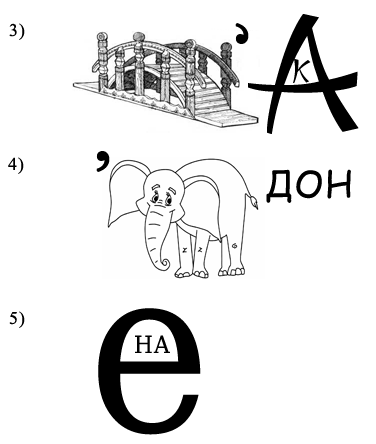 3) ’ А К
4) ’ ДОН
5) е НА